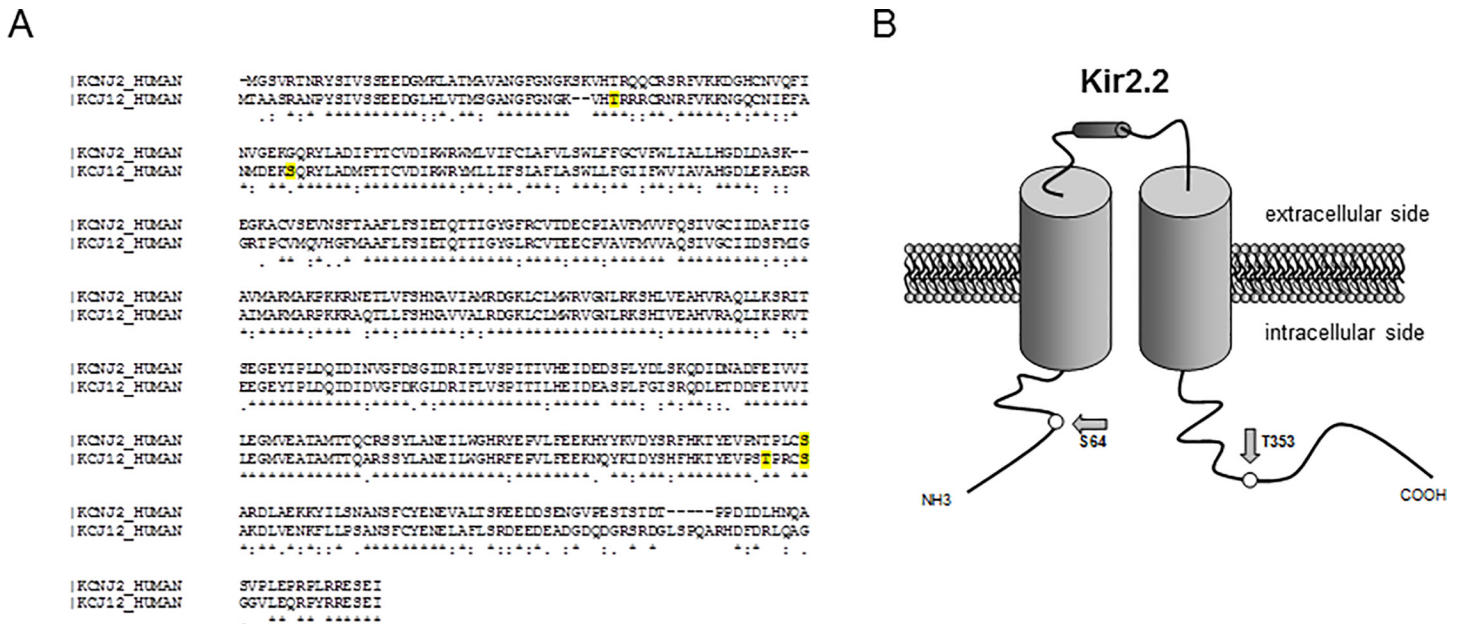 A
B
|KCNJ2_HUMAN -MGSVRTNRYSIVSSEEDGMKLATMAVANGFGNGKSKVHTRQQCRSRFVKKDGHCNVQFI
|KCJ12_HUMAN MTAASRANPYSIVSSEEDGLHLVTMSGANGFGNGK--VHTRRRCRNRFVKKNGQCNIEFA
|KCNJ2_HUMAN NVGEKGQRYLADIFTTCVDIRWRWMLVIFCLAFVLSWLFFGCVFWLIALLHGDLDASK--
|KCJ12_HUMAN NMDEKSQRYLADMFTTCVDIRWRYMLLIFSLAFLASWLLFGIIFWVIAVAHGDLEPAEGR
|KCNJ2_HUMAN EGKACVSEVNSFTAAFLFSIETQTTIGYGFRCVTDECPIAVFMVVFQSIVGCIIDAFIIG
|KCJ12_HUMAN GRTPCVMQVHGFMAAFLFSIETQTTIGYGLRCVTEECPVAVFMVVAQSIVGCIIDSFMIG
|KCNJ2_HUMAN AVMAKMAKPKKRNETLVFSHNAVIAMRDGKLCLMWRVGNLRKSHLVEAHVRAQLLKSRIT
|KCJ12_HUMAN AIMAKMARPKKRAQTLLFSHNAVVALRDGKLCLMWRVGNLRKSHIVEAHVRAQLIKPRVT
|KCNJ2_HUMAN SEGEYIPLDQIDINVGFDSGIDRIFLVSPITIVHEIDEDSPLYDLSKQDIDNADFEIVVI
|KCJ12_HUMAN EEGEYIPLDQIDIDVGFDKGLDRIFLVSPITILHEIDEASPLFGISRQDLETDDFEIVVI
|KCNJ2_HUMAN LEGMVEATAMTTQCRSSYLANEILWGHRYEPVLFEEKHYYKVDYSRFHKTYEVPNTPLCS
|KCJ12_HUMAN LEGMVEATAMTTQARSSYLANEILWGHRFEPVLFEEKNQYKIDYSHFHKTYEVPSTPRCS
|KCNJ2_HUMAN ARDLAEKKYILSNANSFCYENEVALTSKEEDDSENGVPESTSTDT-----PPDIDLHNQA
|KCJ12_HUMAN AKDLVENKFLLPSANSFCYENELAFLSRDEEDEADGDQDGRSRDGLSPQARHDFDRLQAG
|KCNJ2_HUMAN SVPLEPRPLRRESEI
|KCJ12_HUMAN GGVLEQRPYRRESEI
Kir2.2
extracellular side
intracellular side
S64
T353
NH3
COOH